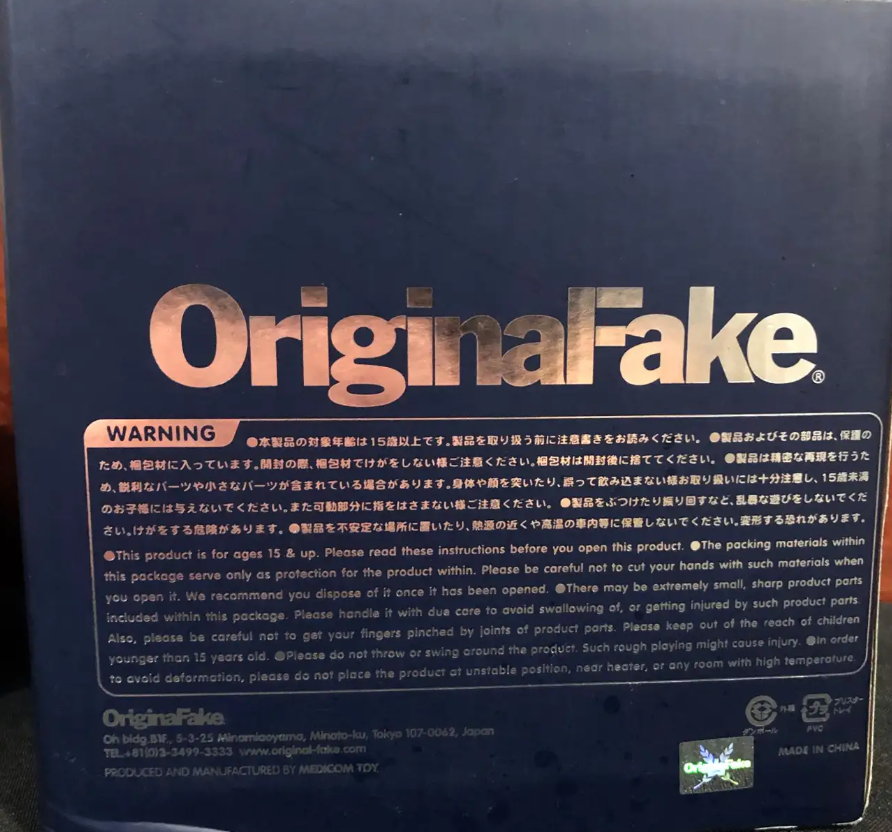 OriginalFake®
WARNING
●本製品の対象年齢は15歳以上です。製品を取り扱う前に注意書きをお読みください。 ●製品およびその部品は、保護の
ため、梱包材に入っています。開封の際、梱包材でけがをしない様ご注意ください。梱包材は開封後に捨ててください。 ●製品は精密な再現を行うた
め、鋭利なパーツや小さなパーツが含まれている場合があります。身体や顔を突いたり、誤って飲み込まない様お取り扱いには十分注意し、15歳未満
のお子様には与えないでください。また可動部分に指をはさまない様ご注意ください。 ●製品をぶつけたり振り回すなど、乱暴な遊びをしないでくだ
さい。けがをする危険があります。 ●製品を不安定な場所に置いたり、熱源の近くや高温の車内等に保管しないでください。変形する恐れがあります。
●This product is for ages 15 & up. Please read these instructions before you open this product. ●The packing materials within
this package serve only as protection for the product within. Please be careful not to cut your hands with such materials when
you open it. We recommend you dispose of it once it has been opened. ●There may be extremely small, sharp product parts
included within this package. Please handle it with due care to avoid swallowing of, or getting injured by such product parts.
Also, please be careful not to get your fingers pinched by joints of product parts. Please keep out of the reach of children
younger than 15 years old. ●Please do not throw or swing around the product. Such rough playing might cause injury. ●In order
to avoid deformation, please do not place the product at unstable position, near heater, or any room with high temperature.
OriginalFake
Oh bldg.B1F., 5-3-25 Minamiaoyama, Minato-ku, Tokyo 107-0062, Japan
TEL.+81(0)3-3499-3333 www.original-fake.com
PRODUCED AND MANUFACTURED BY MEDICOM TOY
外箱
ダンボール
プラ
ブリスター
トレイ
PVC
OriginalFake
MADE IN CHINA